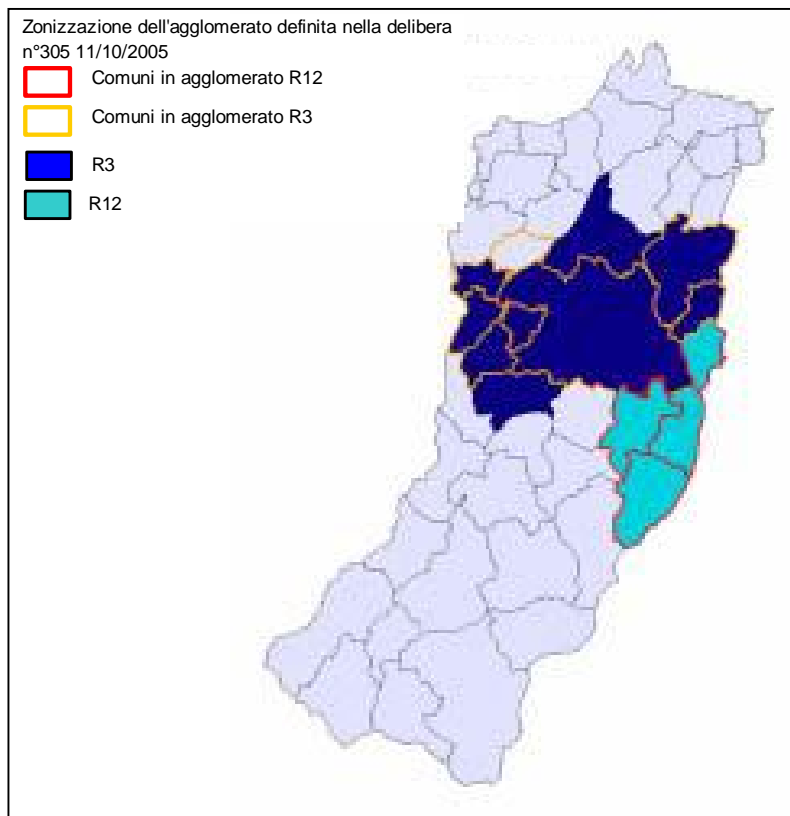 Zonizzazione dell'agglomerato definita nella delibera
n°305 11/10/2005
Comuni in agglomerato R12
Comuni in agglomerato R3
R3
R12